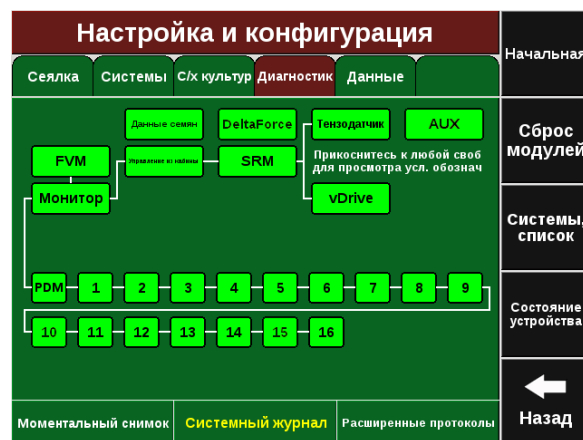 Настройка и конфигурация
Начальная
Сеялка
Системы
С/х культур
Диагностик
Данные
Данные семян
DeltaForce
Тензодатчик
AUX
Сброс
модулей
FVM
Управление из кабины
SRM
Прикоснитесь к любой своб
для просмотра усл. обознач
Монитор
vDrive
Системы,
список
PDM
1
2
3
4
5
6
7
8
9
Состояние
устройства
10
11
12
13
14
15
16
Моментальный снимок
Системный журнал
Расширенные протоколы
Назад